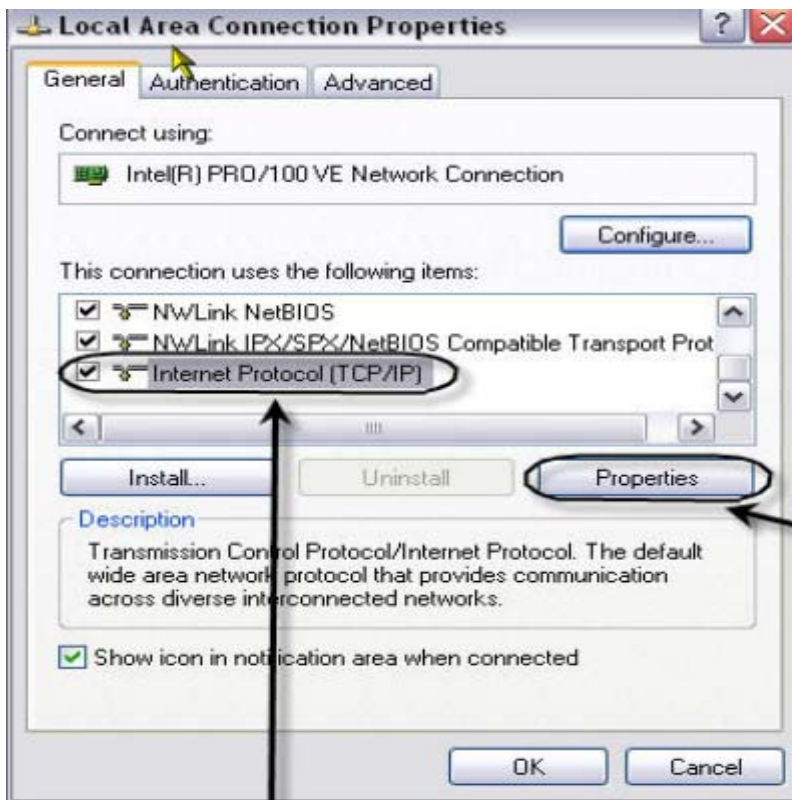 Local Area Connection Properties
General Authentication Advanced
Connect using:
Intel(R) PRO/100 VE Network Connection
Configure...
This connection uses the following items:
NWLink NetBIOS
NWLink IPX/SPX/NetBIOS Compatible Transport Prot
Internet Protocol (TCP/IP)
Install... Uninstall Properties
Description
Transmission Control Protocol/Internet Protocol. The default
wide area network protocol that provides communication
across diverse interconnected networks.
Show icon in notification area when connected
OK Cancel